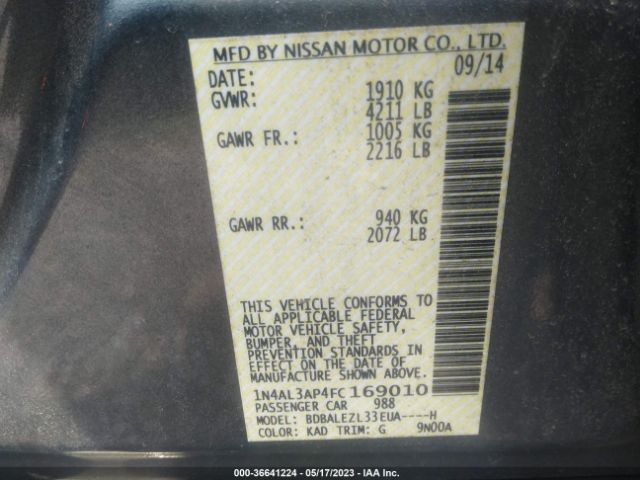 MFD BY NISSAN MOTOR CO., LTD.
DATE: 09/14
GVWR: 1910 KG
4211 LB
GAWR FR.: 1005 KG
2216 LB
GAWR RR.: 940 KG
2072 LB
THIS VEHICLE CONFORMS TO
ALL APPLICABLE FEDERAL
MOTOR VEHICLE SAFETY,
BUMPER, AND THEFT
PREVENTION STANDARDS IN
EFFECT ON THE DATE OF
MANUFACTURE SHOWN ABOVE.
1N4AL3AP4FC169010
PASSENGER CAR 988
MODEL: BDBALEZL33EUA----H
COLOR: KAD TRIM: G 9N00A
000-36641224 - 05/17/2023 - IAA Inc.